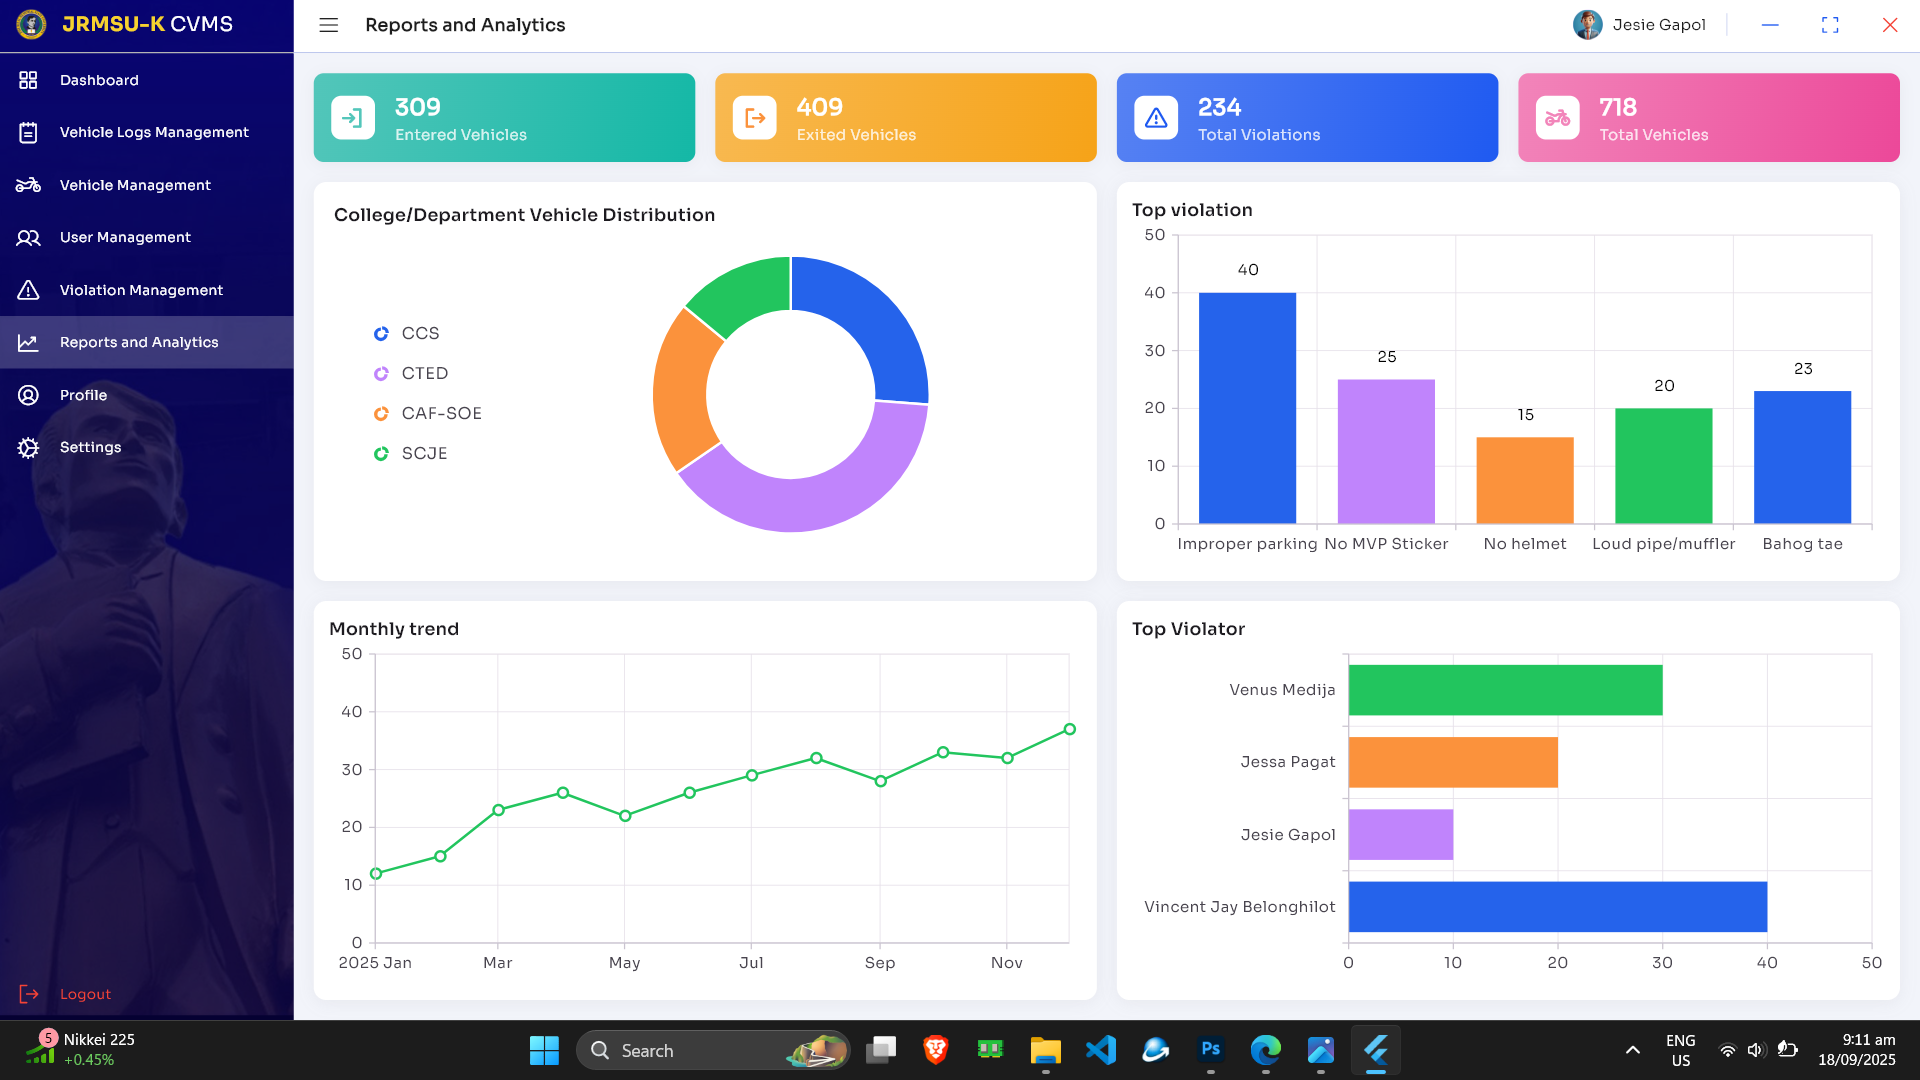 JRMSU-K CVMS
Dashboard
Vehicle Logs Management
Vehicle Management
User Management
Violation Management
Reports and Analytics
Profile
Settings
Logout
Reports and Analytics
Jesie Gapol
309
Entered Vehicles
409
Exited Vehicles
234
Total Violations
718
Total Vehicles
College/Department Vehicle Distribution
CCS
CTED
CAF-SOE
SCJE
Top violation
50
40
30
20
10
0
40
25
15
20
23
Improper parking
No MVP Sticker
No helmet
Loud pipe/muffler
Bahog tae
Monthly trend
50
40
30
20
10
0
2025 Jan
Mar
May
Jul
Sep
Nov
Top Violator
Venus Medija
Jessa Pagat
Jesie Gapol
Vincent Jay Belonghilot
0
10
20
30
40
50
5
Nikkei 225
+0.45%
Search
Ps
ENG
US
9:11 am
18/09/2025